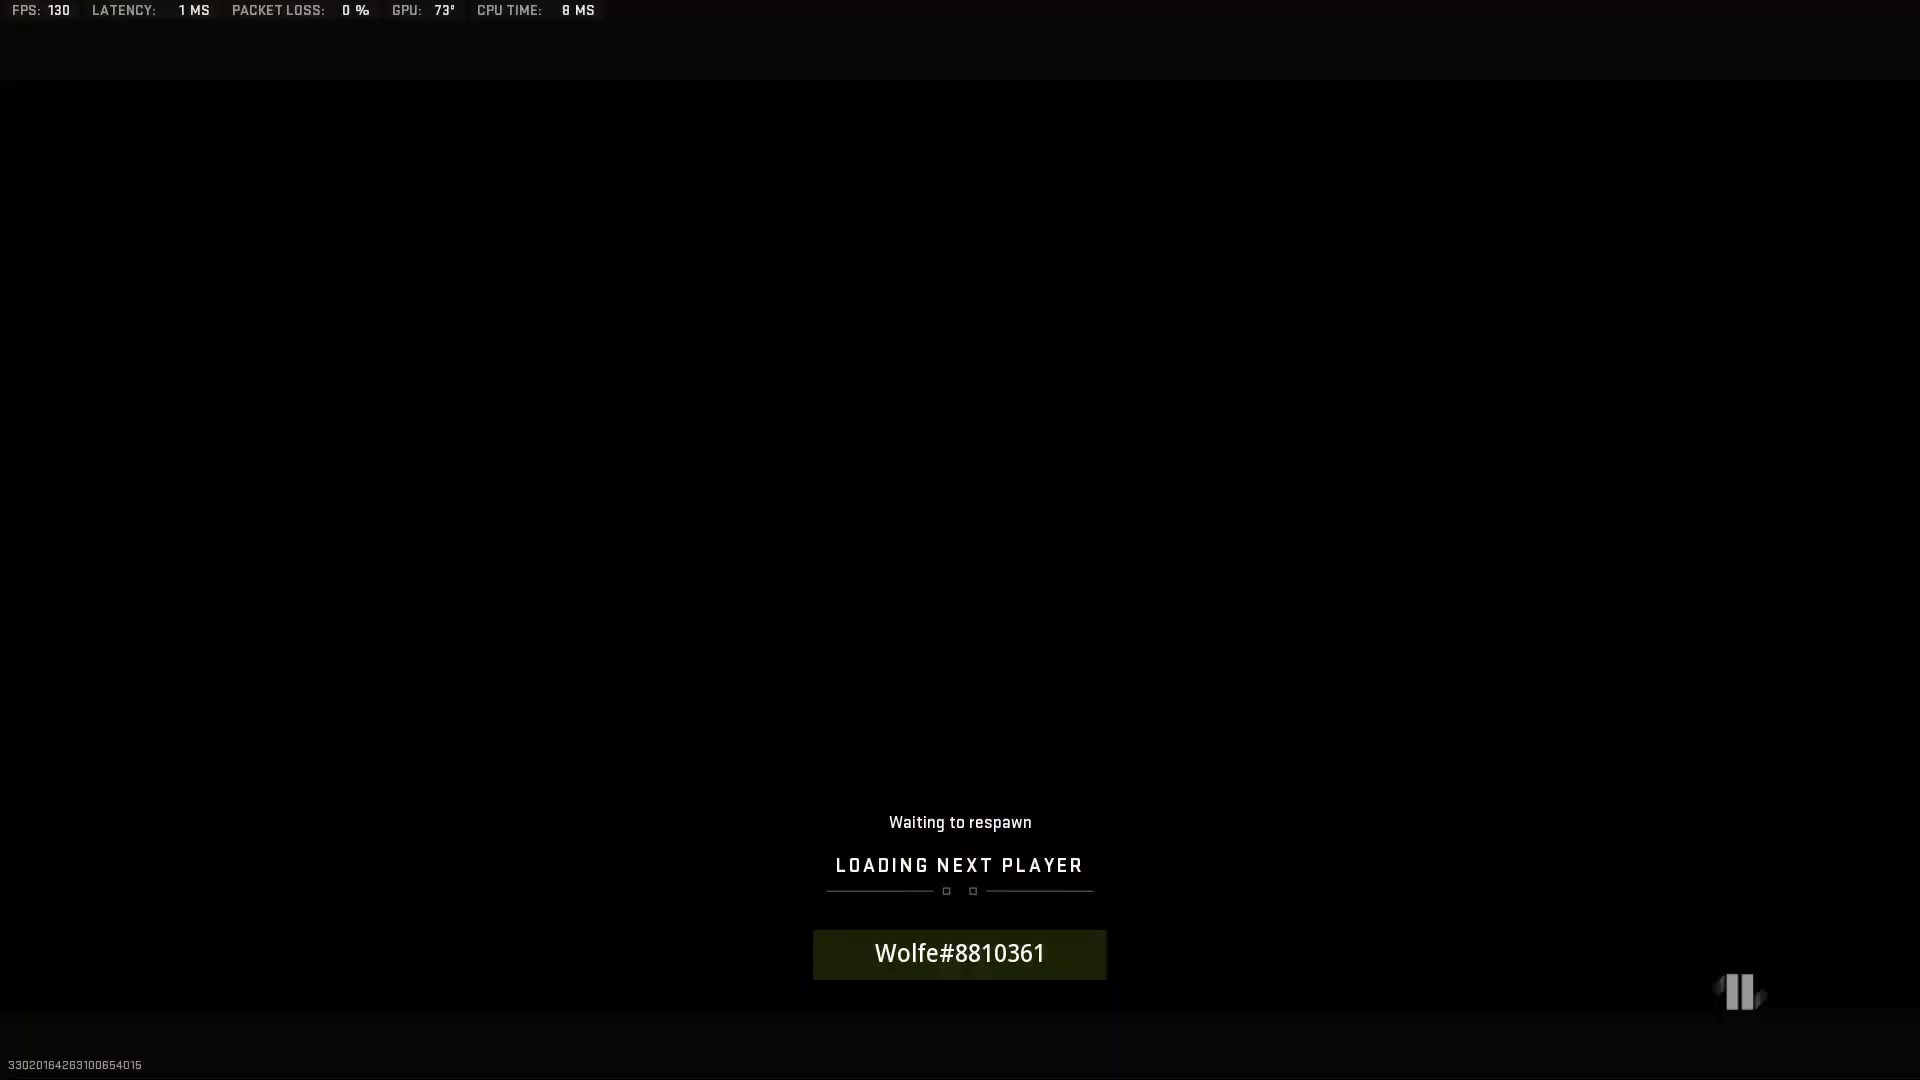 FPS: 130 LATENCY: 1 MS PACKET LOSS: 0 % GPU: 73° CPU TIME: 8 MS
Waiting to respawn
LOADING NEXT PLAYER
Wolfe#8810361
33020164263100654015